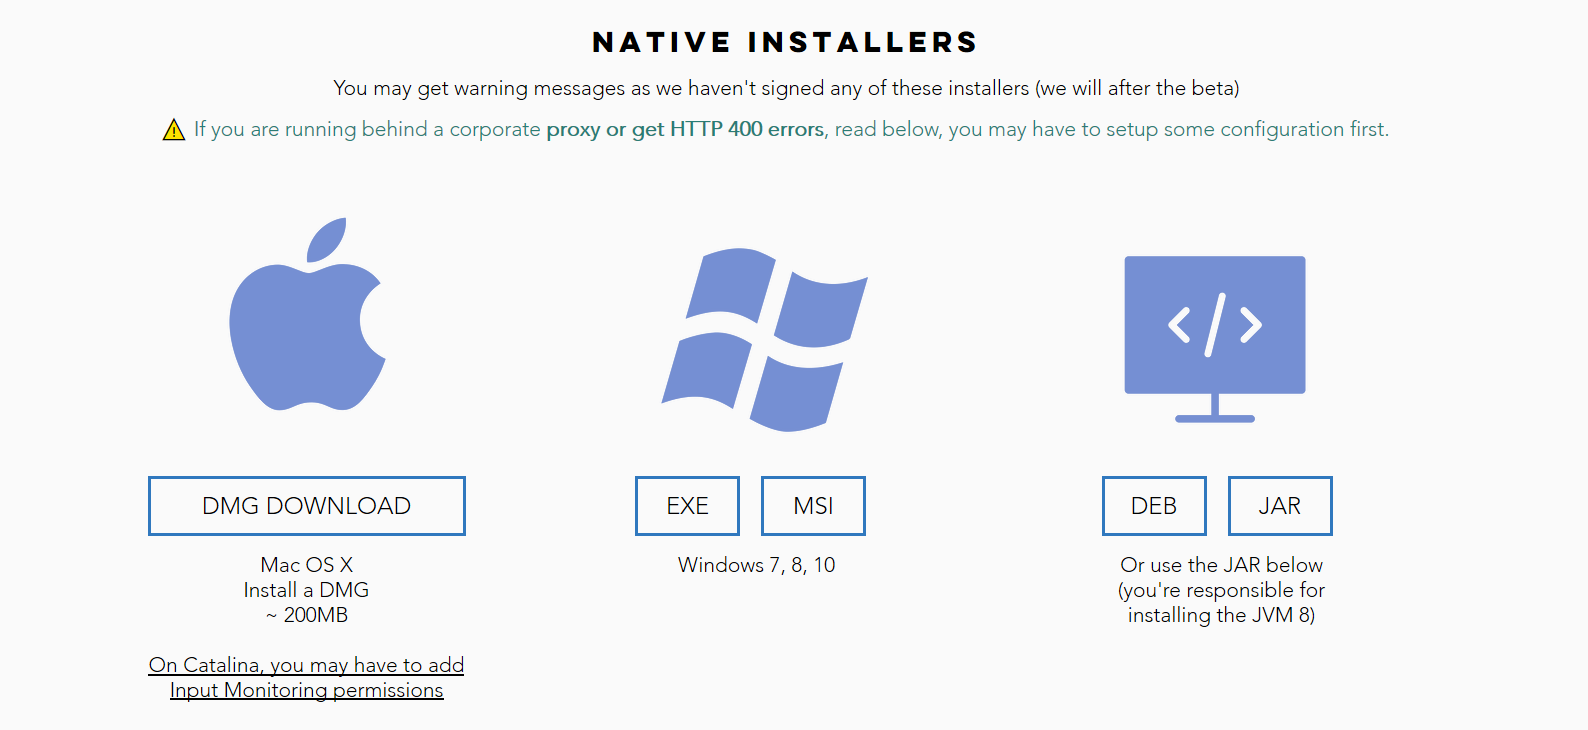 NATIVE INSTALLERS
You may get warning messages as we haven't signed any of these installers (we will after the beta)
If you are running behind a corporate proxy or get HTTP 400 errors, read below, you may have to setup some configuration first.
</>
DMG DOWNLOAD
Mac OS X
Install a DMG
~ 200MB
On Catalina, you may have to add
Input Monitoring permissions
EXE
MSI
Windows 7, 8, 10
DEB
JAR
Or use the JAR below
(you're responsible for
installing the JVM 8)